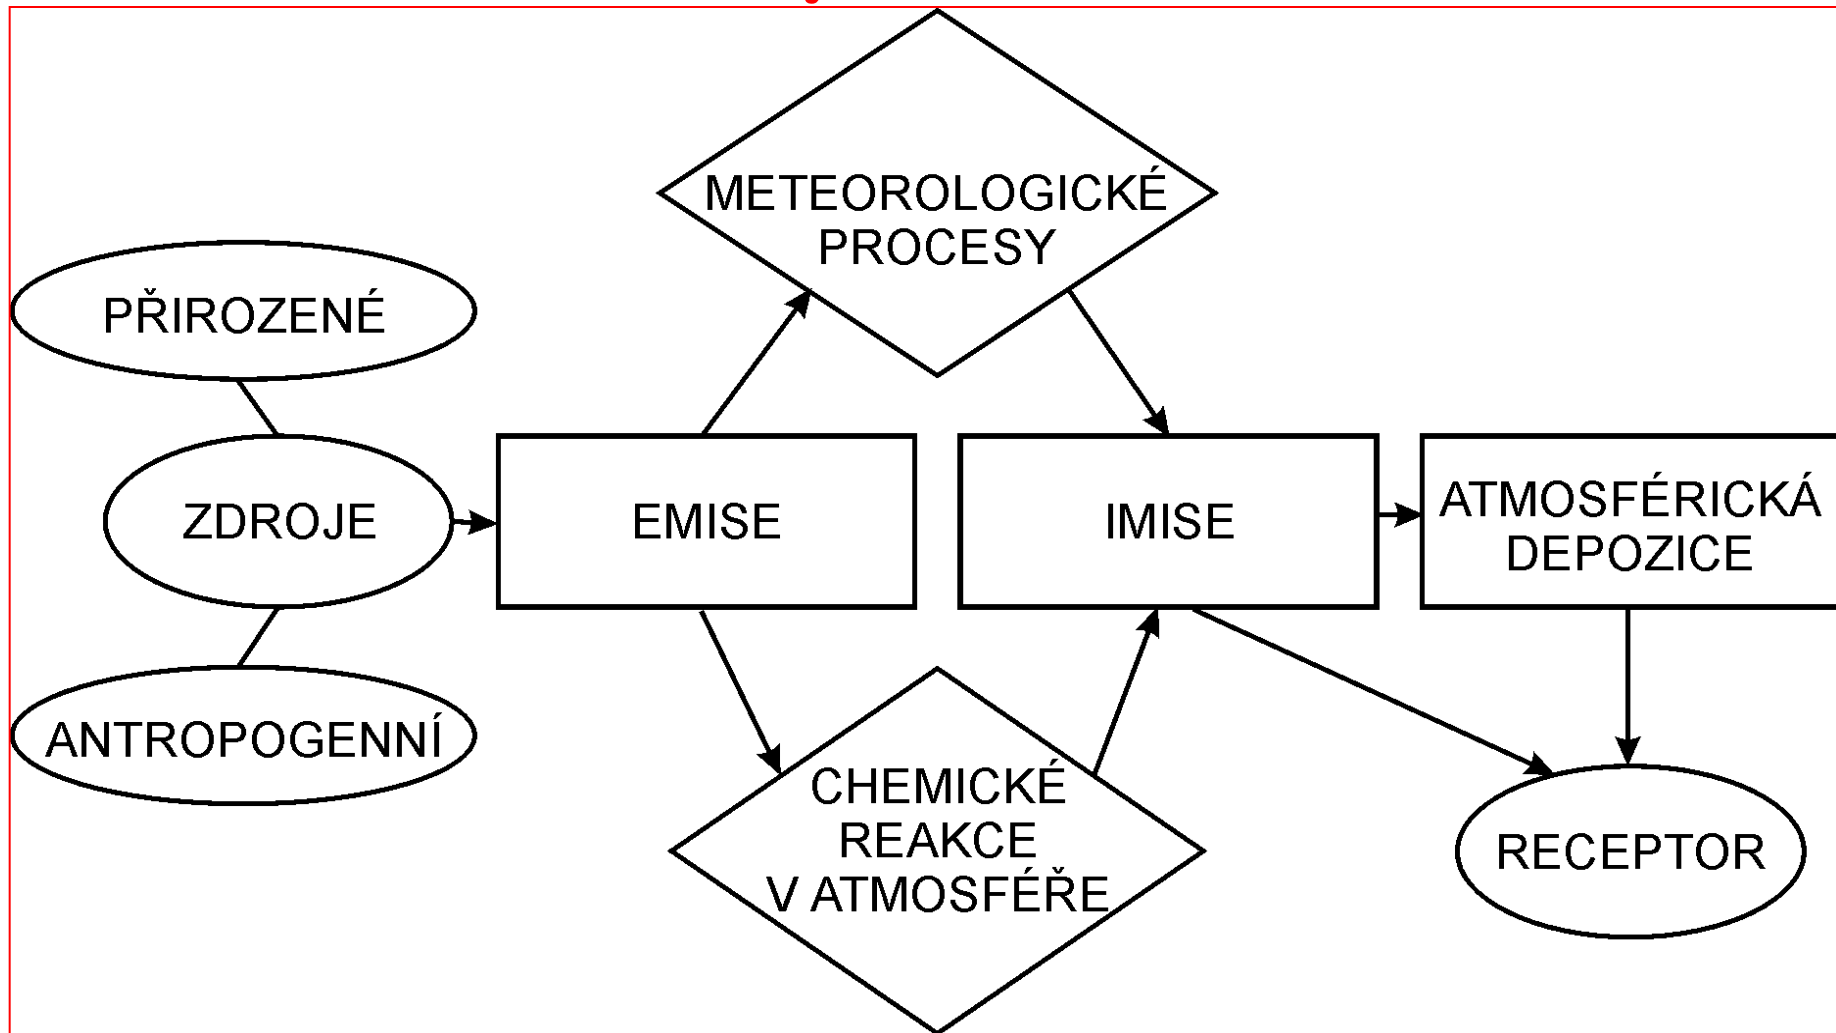 METEOROLOGICKÉ
PROCESY
PŘIROZENÉ
ZDROJE
EMISE
IMISE
ATMOSFÉRICKÁ
DEPOZICE
ANTROPOGENNÍ
CHEMICKÉ
REAKCE
V ATMOSFÉŘE
RECEPTOR